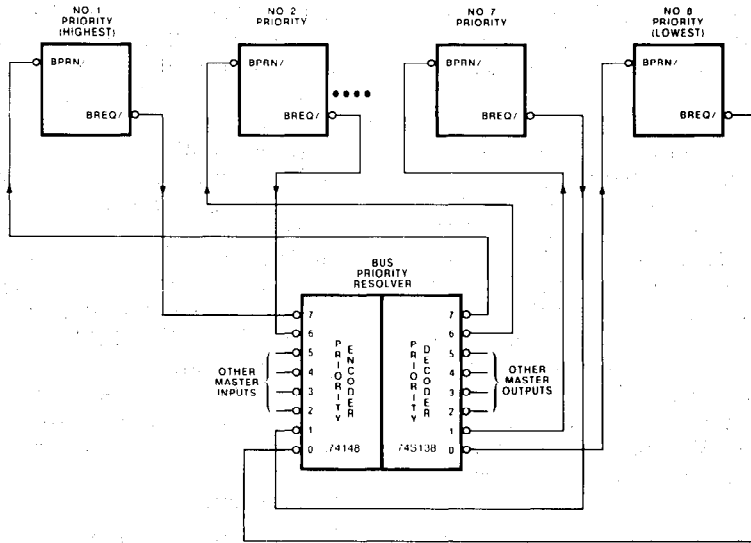 NO. 1
PRIORITY
(HIGHEST)
NO. 2
PRIORITY
NO. 7
PRIORITY
NO. 8
PRIORITY
(LOWEST)
BPRN/
BREQ/
BPRN/
BREQ/
BPRN/
BREQ/
BPRN/
BREQ/
BUS
PRIORITY
RESOLVER
7
6
5
4
3
2
1
0
OTHER
MASTER
INPUTS
PRIORITY
ENCODER
74148
PRIORITY
DECODER
74S138
7
6
5
4
3
2
1
0
OTHER
MASTER
OUTPUTS